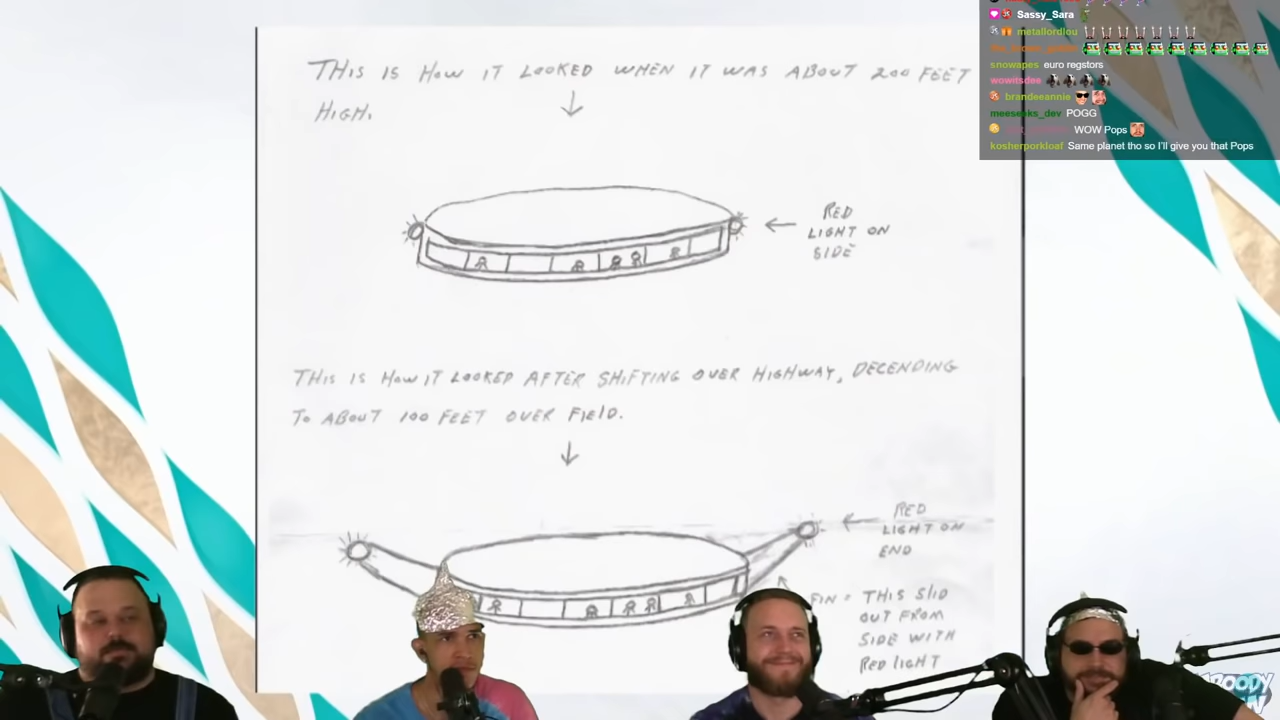 THIS IS HOW IT LOOKED WHEN IT WAS ABOUT 200 FEET
HIGH.
RED
LIGHT ON
SIDE
THIS IS HOW IT LOOKED AFTER SHIFTING OVER HIGHWAY, DECENDING
TO ABOUT 100 FEET OVER FIELD.
RED
LIGHT ON
END
FIN = THIS SLID
OUT FROM
SIDE WITH
RED LIGHT
Sassy_Sara
metallordlou
snowapes euro regstors
wowitsdee
brandeeannie
meeseeks_dev POGG
WOW Pops
kosherporkloaf Same planet tho so I'll give you that Pops